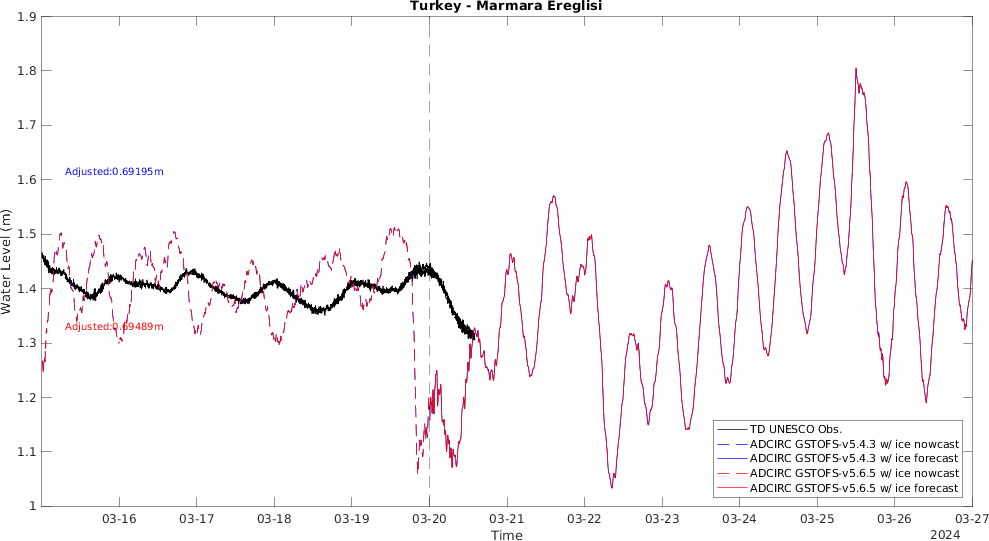 Turkey - Marmara Ereglisi
1.9
1.8
1.7
1.6
1.5
1.4
1.3
1.2
1.1
1
Water Level (m)
Adjusted:0.69195m
Adjusted:0.69489m
TD UNESCO Obs.
ADCIRC GSTOFS-v5.4.3 w/ ice nowcast
ADCIRC GSTOFS-v5.4.3 w/ ice forecast
ADCIRC GSTOFS-v5.6.5 w/ ice nowcast
ADCIRC GSTOFS-v5.6.5 w/ ice forecast
03-16 03-17 03-18 03-19 03-20 03-21 03-22 03-23 03-24 03-25 03-26 03-27
Time
2024